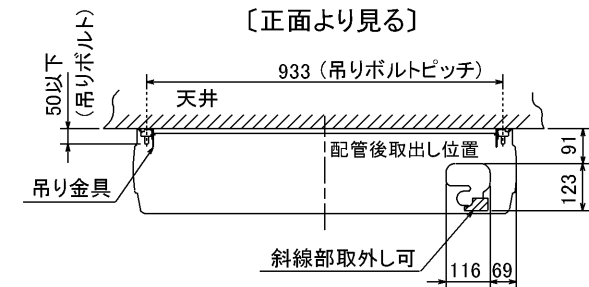 〔正面より見る〕
50以下
(吊りボルト)
933 (吊りボルトピッチ)
天井
配管後取出し位置
91
吊り金具
123
斜線部取外し可
116
69